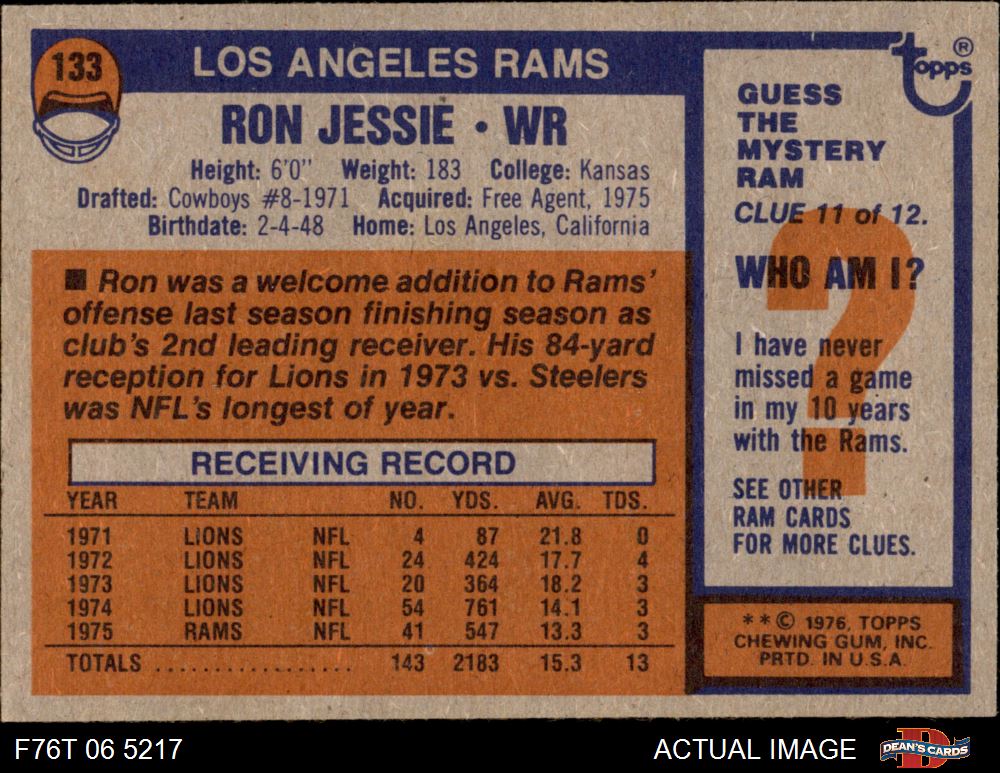 133
LOS ANGELES RAMS
RON JESSIE • WR
Height: 6'0" Weight: 183 College: Kansas
Drafted: Cowboys #8-1971 Acquired: Free Agent, 1975
Birthdate: 2-4-48 Home: Los Angeles, California
■ Ron was a welcome addition to Rams'
offense last season finishing season as
club's 2nd leading receiver. His 84-yard
reception for Lions in 1973 vs. Steelers
was NFL's longest of year.
RECEIVING RECORD
YEAR TEAM NO. YDS. AVG. TDS.
1971 LIONS NFL 4 87 21.8 0
1972 LIONS NFL 24 424 17.7 4
1973 LIONS NFL 20 364 18.2 3
1974 LIONS NFL 54 761 14.1 3
1975 RAMS NFL 41 547 13.3 3
TOTALS .................. 143 2183 15.3 13
topps ®
GUESS
THE
MYSTERY
RAM
CLUE 11 of 12.
?
WHO AM I?
I have never
missed a game
in my 10 years
with the Rams.
SEE OTHER
RAM CARDS
FOR MORE CLUES.
**© 1976, TOPPS
CHEWING GUM, INC.
PRTD. IN U.S.A.
F76T 06 5217
ACTUAL IMAGE
DEAN'S CARDS